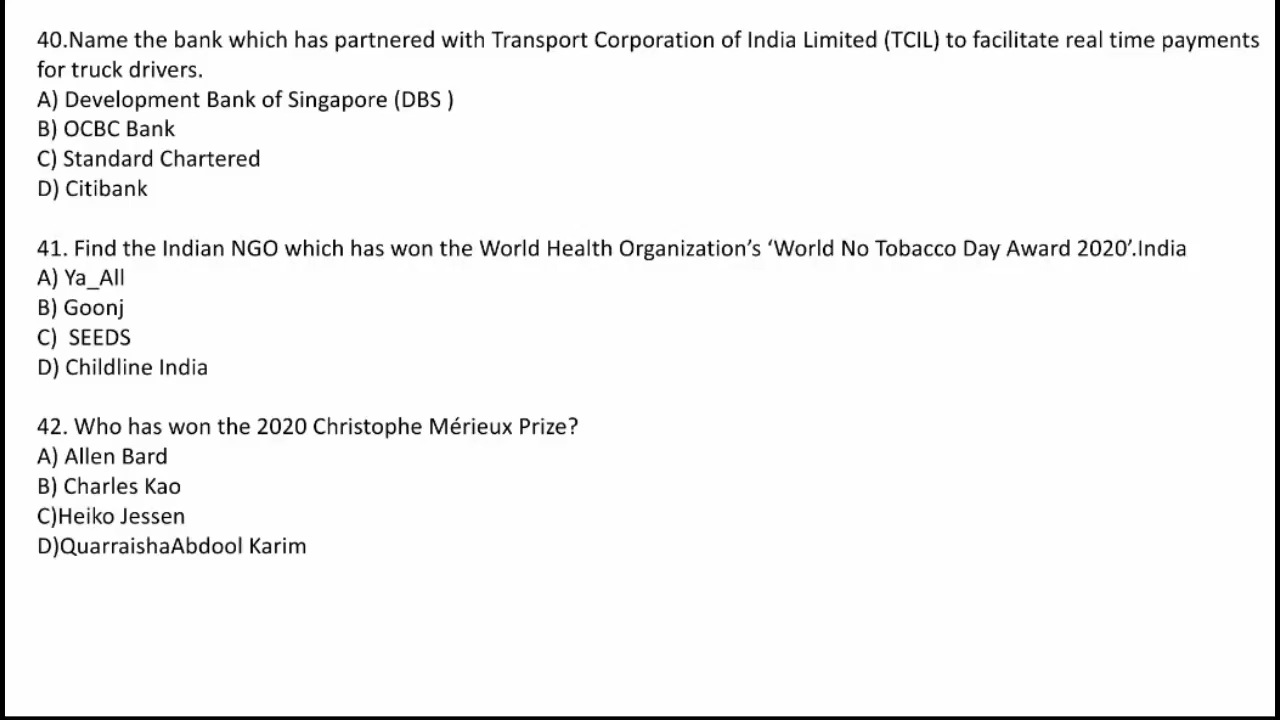 40.Name the bank which has partnered with Transport Corporation of India Limited (TCIL) to facilitate real time payments
for truck drivers.
A) Development Bank of Singapore (DBS )
B) OCBC Bank
C) Standard Chartered
D) Citibank
41. Find the Indian NGO which has won the World Health Organization’s ‘World No Tobacco Day Award 2020’.India
A) Ya_All
B) Goonj
C)  SEEDS
D) Childline India
42. Who has won the 2020 Christophe Mérieux Prize?
A) Allen Bard
B) Charles Kao
C)Heiko Jessen
D)QuarraishaAbdool Karim